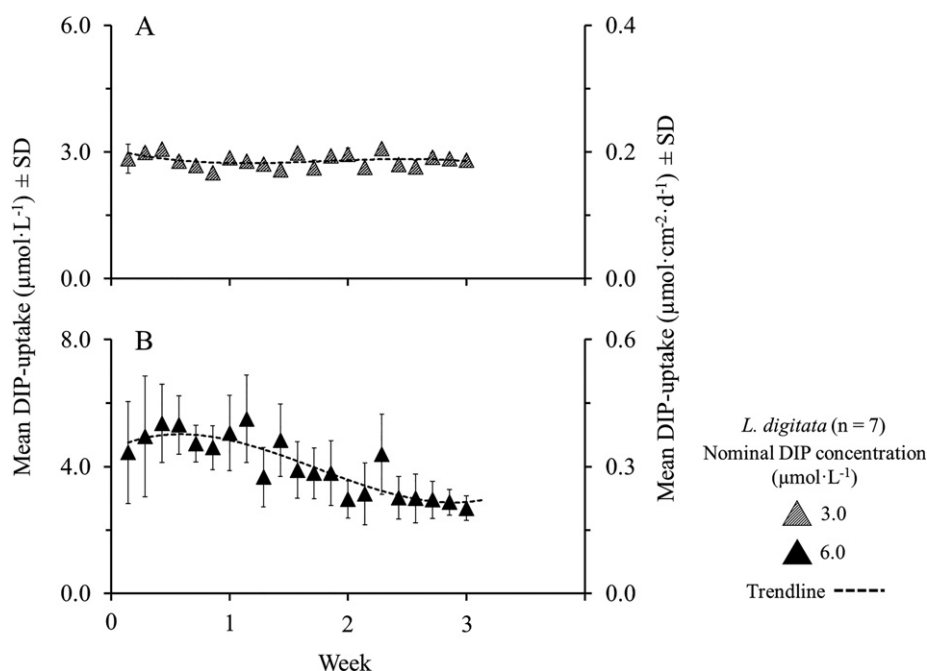 A
6.0
3.0
0.0
0.4
0.2
0.0
Mean DIP-uptake (µmol·L⁻¹) ± SD
Mean DIP-uptake (µmol·cm⁻²·d⁻¹) ± SD
B
8.0
4.0
0.0
0.6
0.3
0.0
0 1 2 3
Week
L. digitata (n = 7)
Nominal DIP concentration
(µmol·L⁻¹)
3.0
6.0
Trendline